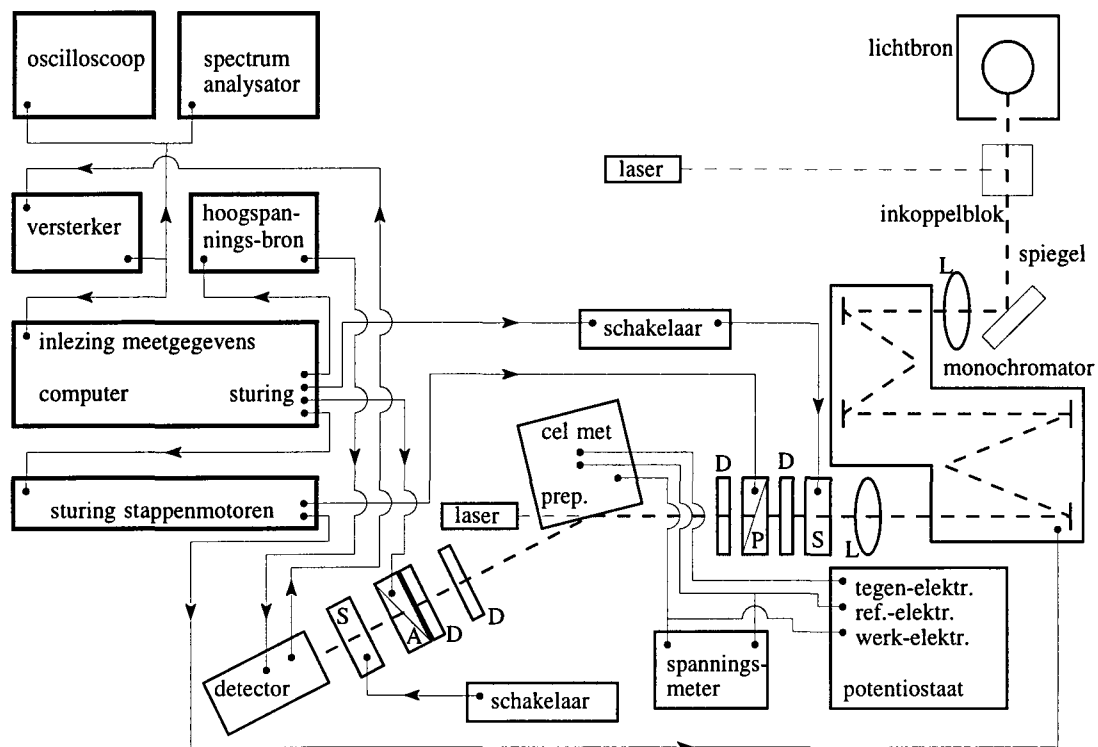 oscilloscoop
spectrum
analysator
lichtbron
laser
inkoppelblok
versterker
hoogspan-
nings-bron
spiegel
L
inlezing meetgegevens
computer
sturing
schakelaar
monochromator
cel met
prep.
D
D
laser
P
S
L
sturing stappenmotoren
tegen-elektr.
ref.-elektr.
werk-elektr.
potentiostaat
spannings-
meter
S
A
D
D
detector
schakelaar